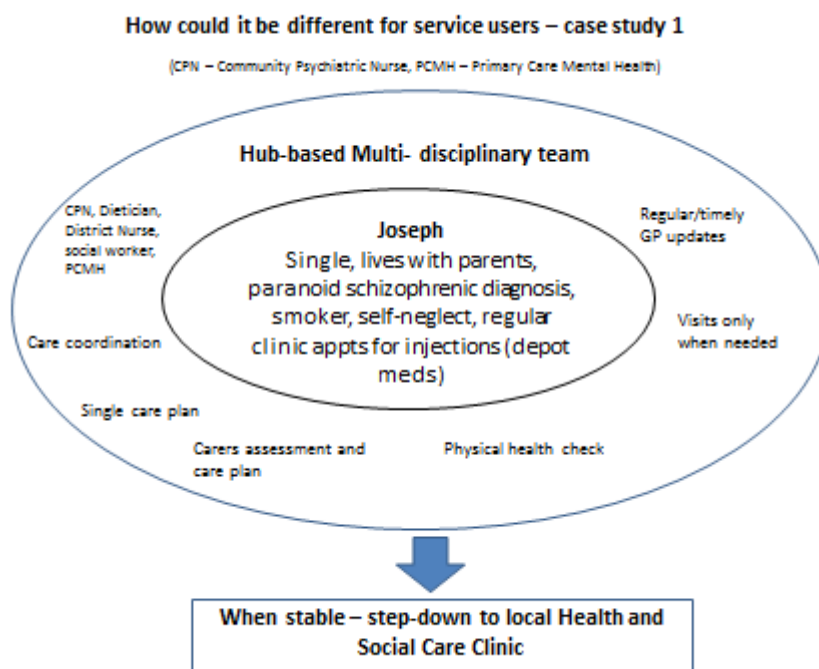 How could it be different for service users – case study 1
(CPN – Community Psychiatric Nurse, PCMH – Primary Care Mental Health)
Hub-based Multi- disciplinary team
CPN, Dietician,
District Nurse,
social worker,
PCMH
Care coordination
Single care plan
Carers assessment and
care plan
Joseph
Single, lives with parents,
paranoid schizophrenic diagnosis,
smoker, self-neglect, regular
clinic appts for injections (depot
meds)
Regular/timely
GP updates
Visits only
when needed
Physical health check
When stable – step-down to local Health and
Social Care Clinic